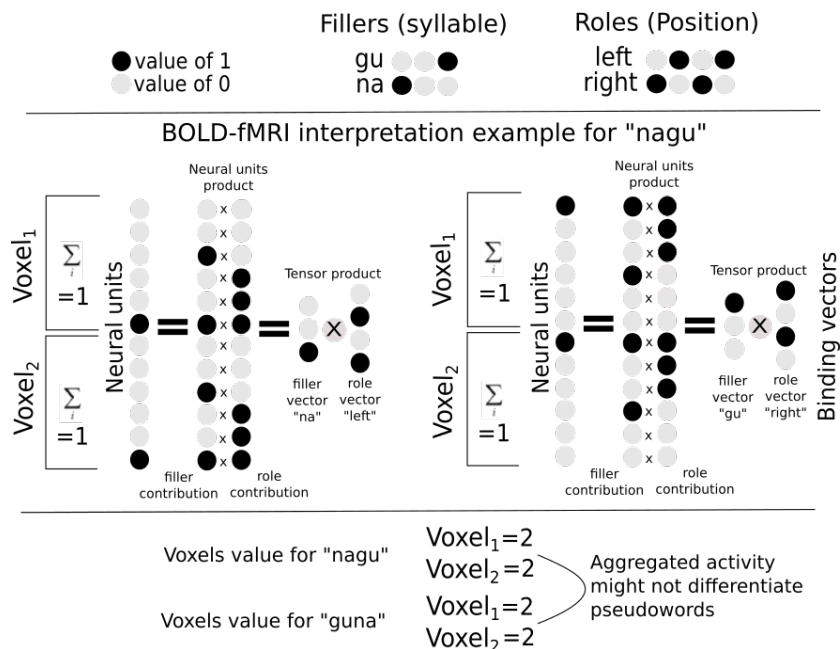 Fillers (syllable)
Roles (Position)
value of 1
value of 0
gu
na
left
right
BOLD-fMRI interpretation example for "nagu"
Voxel1
∑
i
=1
Voxel2
∑
i
=1
Neural units
Neural units
product
x
x
x
x
x
x
x
x
x
x
x
x
filler
contribution
role
contribution
Tensor product
X
filler
vector
"na"
role
vector
"left"
Voxel1
∑
i
=1
Voxel2
∑
i
=1
Neural units
Neural units
product
x
x
x
x
x
x
x
x
x
x
x
x
filler
contribution
role
contribution
Tensor product
X
filler
vector
"gu"
role
vector
"right"
Binding vectors
Voxels value for "nagu"
Voxel1=2
Voxel2=2
Voxels value for "guna"
Voxel1=2
Voxel2=2
Aggregated activity
might not differentiate
pseudowords